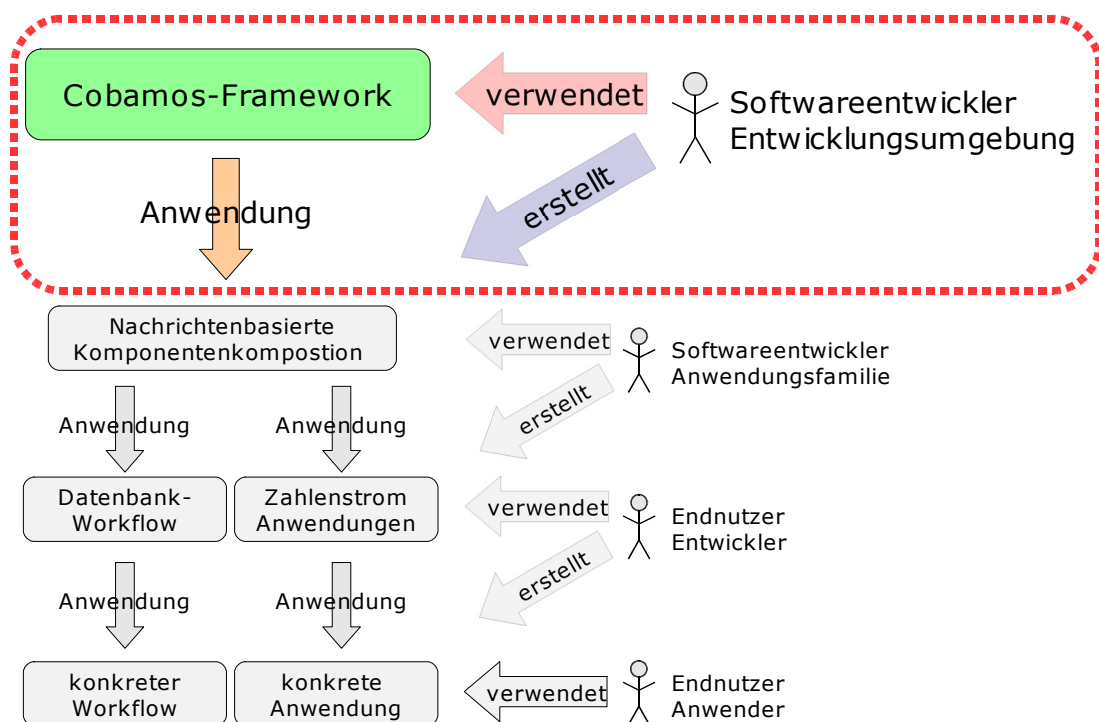 Cobamos-Framework
verwendet
Softwareentwickler
Entwicklungsumgebung
erstellt
Anwendung
Nachrichtenbasierte
Komponentenkompostion
verwendet
Softwareentwickler
Anwendungsfamilie
erstellt
Anwendung
Anwendung
Datenbank-
Workflow
Zahlenstrom
Anwendungen
verwendet
Endnutzer
Entwickler
erstellt
Anwendung
Anwendung
konkreter
Workflow
konkrete
Anwendung
verwendet
Endnutzer
Anwender